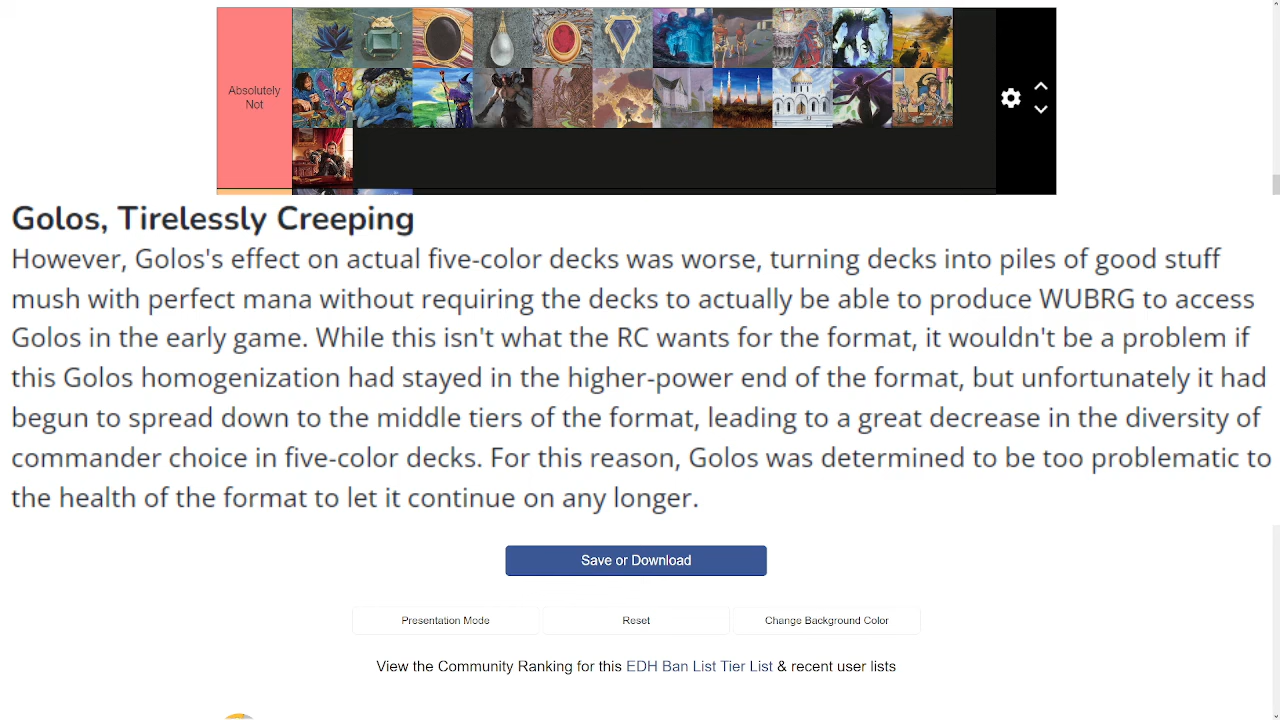 Absolutely
Not
Golos, Tirelessly Creeping
However, Golos's effect on actual five-color decks was worse, turning decks into piles of good stuff
mush with perfect mana without requiring the decks to actually be able to produce WUBRG to access
Golos in the early game. While this isn't what the RC wants for the format, it wouldn't be a problem if
this Golos homogenization had stayed in the higher-power end of the format, but unfortunately it had
begun to spread down to the middle tiers of the format, leading to a great decrease in the diversity of
commander choice in five-color decks. For this reason, Golos was determined to be too problematic to
the health of the format to let it continue on any longer.
Save or Download
Presentation Mode
Reset
Change Background Color
View the Community Ranking for this EDH Ban List Tier List & recent user lists